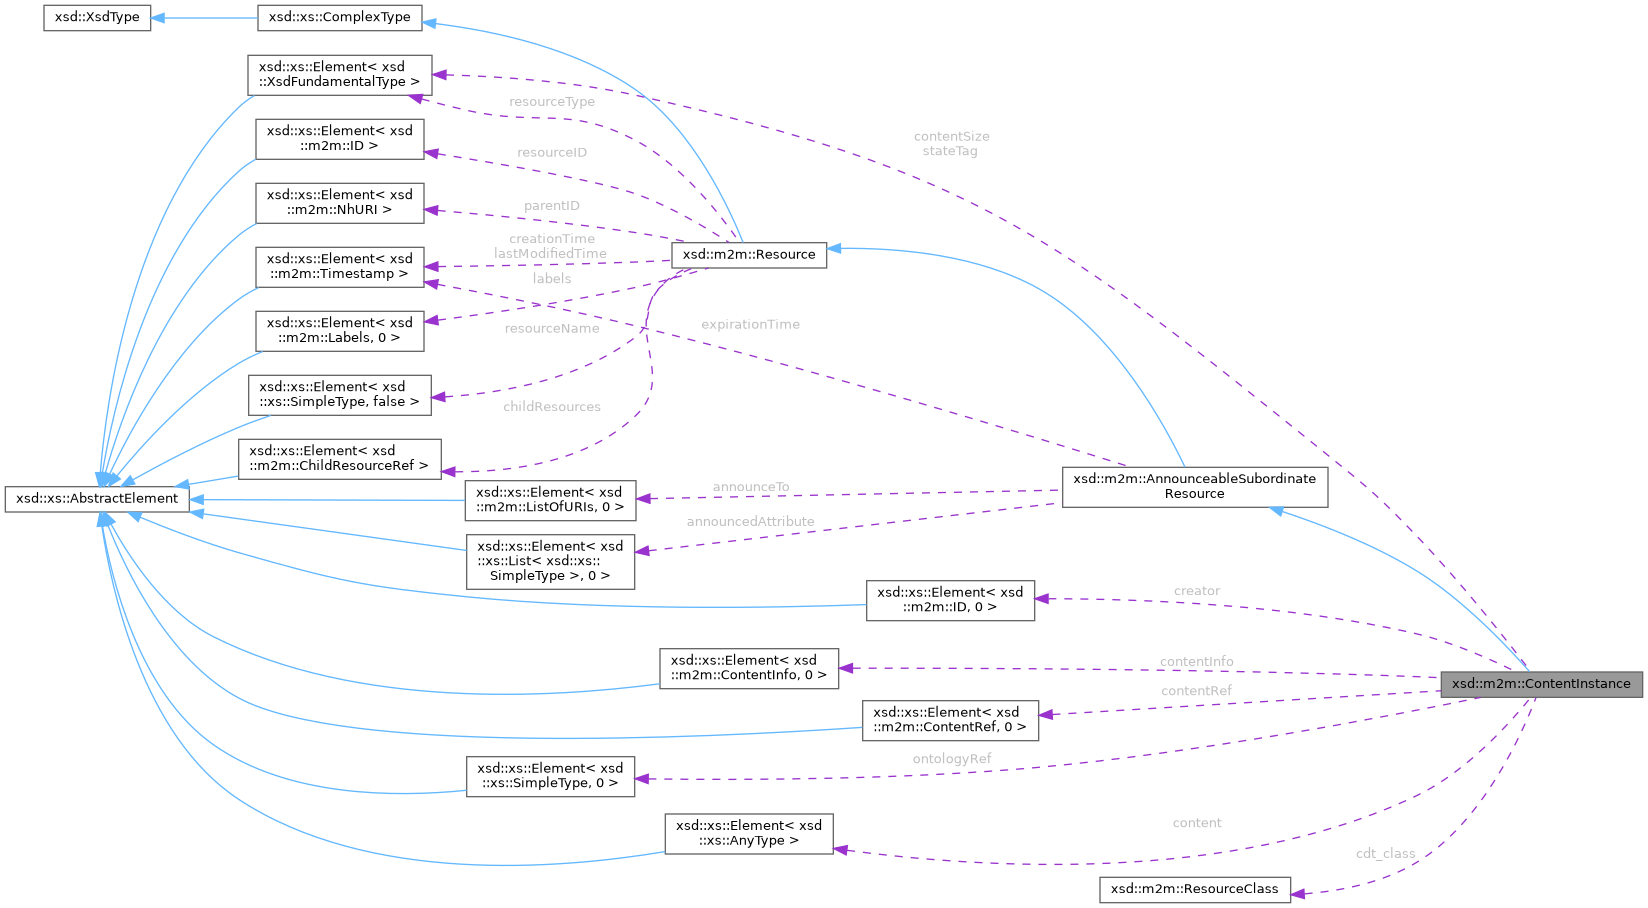 xsd::XsdType
xsd::xs::ComplexType
xsd::xs::Element< xsd
::XsdFundamentalType >
resourceType
contentSize
stateTag
xsd::xs::Element< xsd
::m2m::ID >
resourceID
xsd::xs::Element< xsd
::m2m::NhURI >
parentID
creationTime
lastModifiedTime
xsd::xs::Element< xsd
::m2m::Timestamp >
xsd::m2m::Resource
labels
xsd::xs::Element< xsd
::m2m::Labels, 0 >
resourceName
expirationTime
xsd::xs::Element< xsd
::xs::SimpleType, false >
childResources
xsd::xs::Element< xsd
::m2m::ChildResourceRef >
xsd::xs::AbstractElement
xsd::xs::Element< xsd
::m2m::ListOfURIs, 0 >
announceTo
xsd::m2m::AnnounceableSubordinate
Resource
announcedAttribute
xsd::xs::Element< xsd
::xs::List< xsd::xs::
SimpleType >, 0 >
xsd::xs::Element< xsd
::m2m::ID, 0 >
creator
xsd::xs::Element< xsd
::m2m::ContentInfo, 0 >
contentInfo
xsd::m2m::ContentInstance
contentRef
xsd::xs::Element< xsd
::m2m::ContentRef, 0 >
ontologyRef
xsd::xs::Element< xsd
::xs::SimpleType, 0 >
xsd::xs::Element< xsd
::xs::AnyType >
content
cdt_class
xsd::m2m::ResourceClass